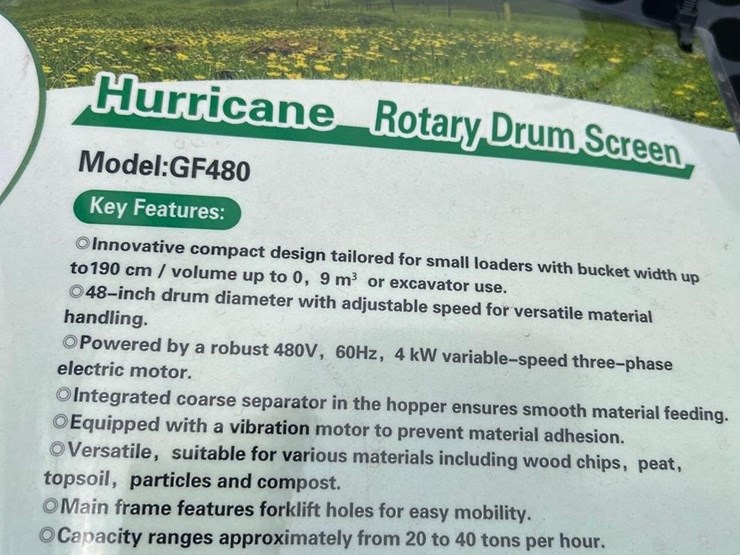 Hurricane Rotary Drum Screen
Model:GF480
Key Features:
◎Innovative compact design tailored for small loaders with bucket width up
to190 cm / volume up to 0, 9 m³ or excavator use.
◎48-inch drum diameter with adjustable speed for versatile material
handling.
◎Powered by a robust 480V, 60Hz, 4 kW variable-speed three-phase
electric motor.
◎Integrated coarse separator in the hopper ensures smooth material feeding.
◎Equipped with a vibration motor to prevent material adhesion.
◎Versatile, suitable for various materials including wood chips, peat,
topsoil, particles and compost.
◎Main frame features forklift holes for easy mobility.
◎Capacity ranges approximately from 20 to 40 tons per hour.